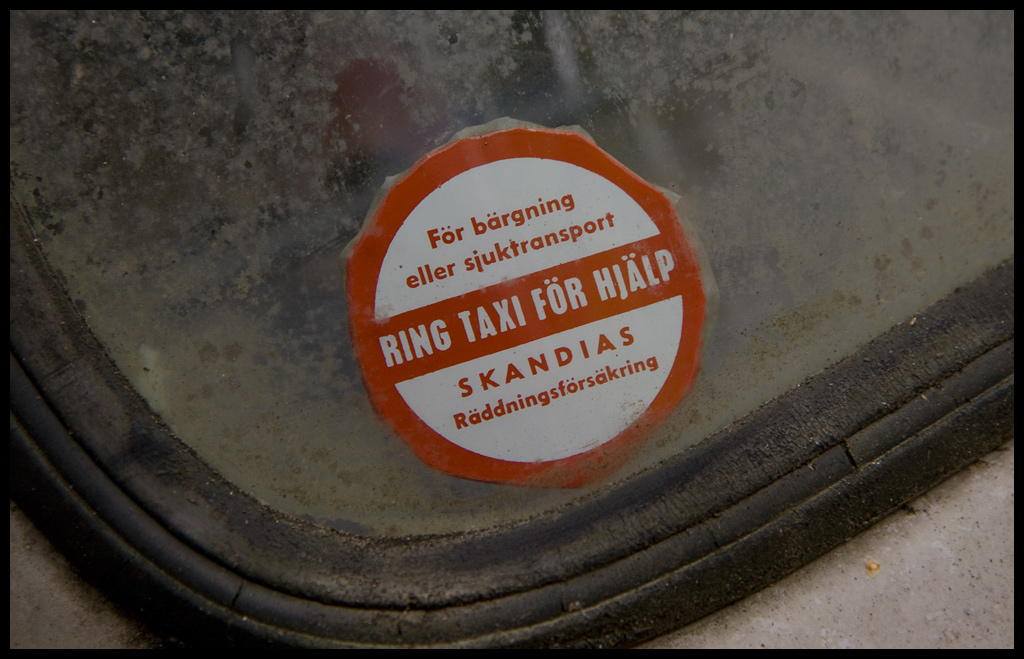 För bärgning
eller sjuktransport
RING TAXI FÖR HJÄLP
SKANDIAS
Räddningsförsäkring